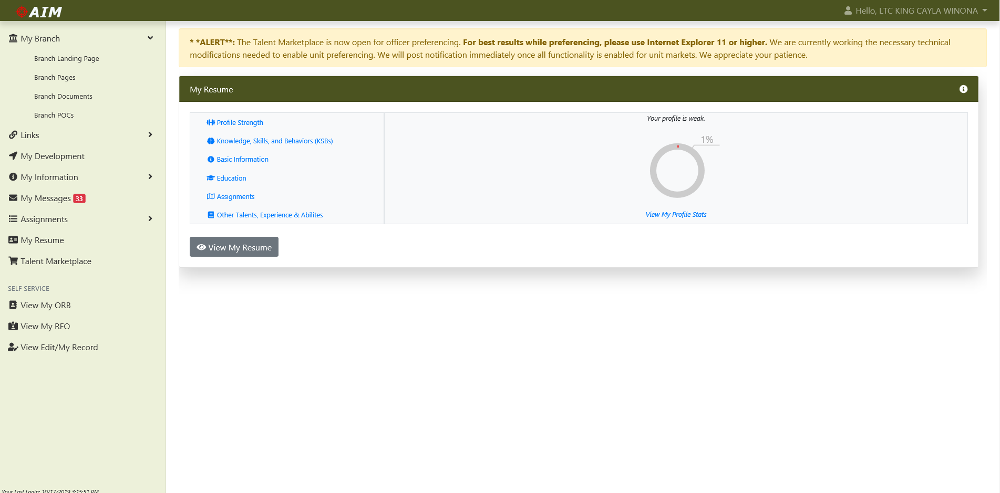 AIM
Hello, LTC KING CAYLA WINONA
My Branch
Branch Landing Page
Branch Pages
Branch Documents
Branch POCs
Links
My Development
My Information
My Messages 33
Assignments
My Resume
Talent Marketplace
SELF SERVICE
View My ORB
View My RFO
View Edit/My Record
Your Last Login: 10/17/2019 3:15:51 PM
* *ALERT**: The Talent Marketplace is now open for officer preferencing. For best results while preferencing, please use Internet Explorer 11 or higher. We are currently working the necessary technical
modifications needed to enable unit preferencing. We will post notification immediately once all functionality is enabled for unit markets. We appreciate your patience.
My Resume
Profile Strength
Knowledge, Skills, and Behaviors (KSBs)
Basic Information
Education
Assignments
Other Talents, Experience & Abilites
Your profile is weak.
1%
View My Profile Stats
View My Resume